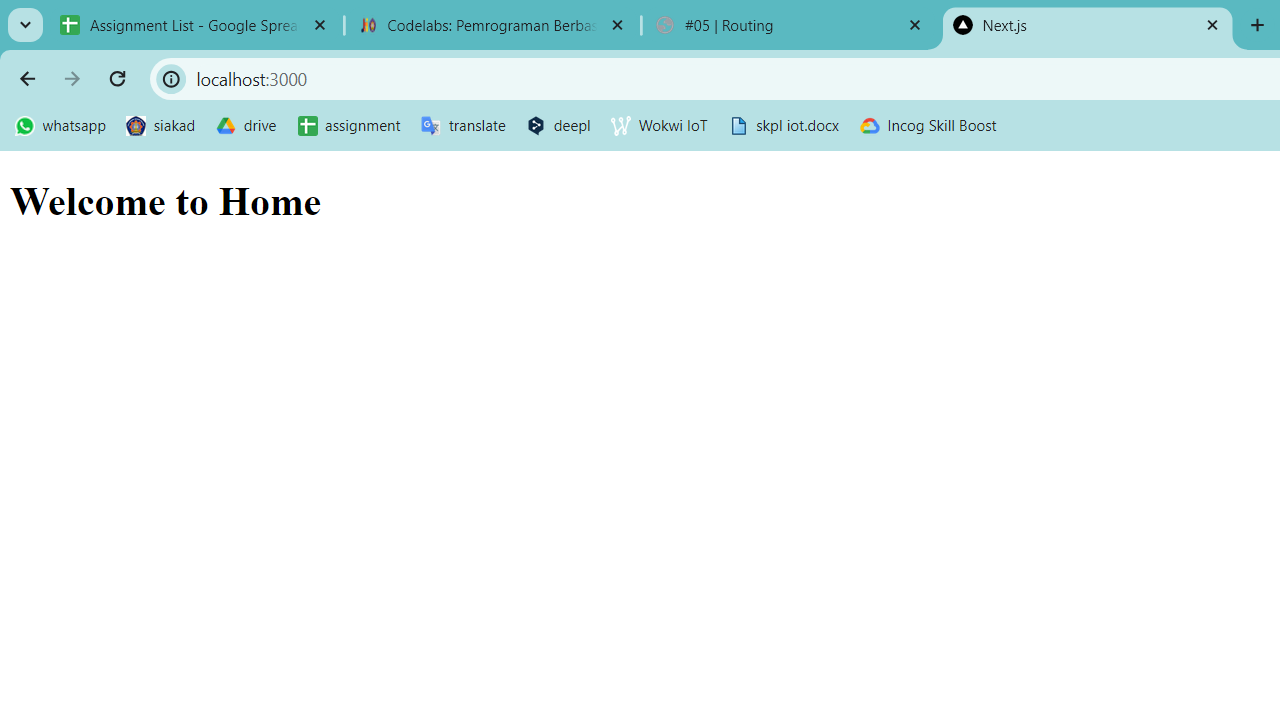 Assignment List - Google Sprea
Codelabs: Pemrograman Berbas
#05 | Routing
Next.js
localhost:3000
whatsapp
siakad
drive
assignment
translate
deepl
Wokwi IoT
skpl iot.docx
Incog Skill Boost
Welcome to Home